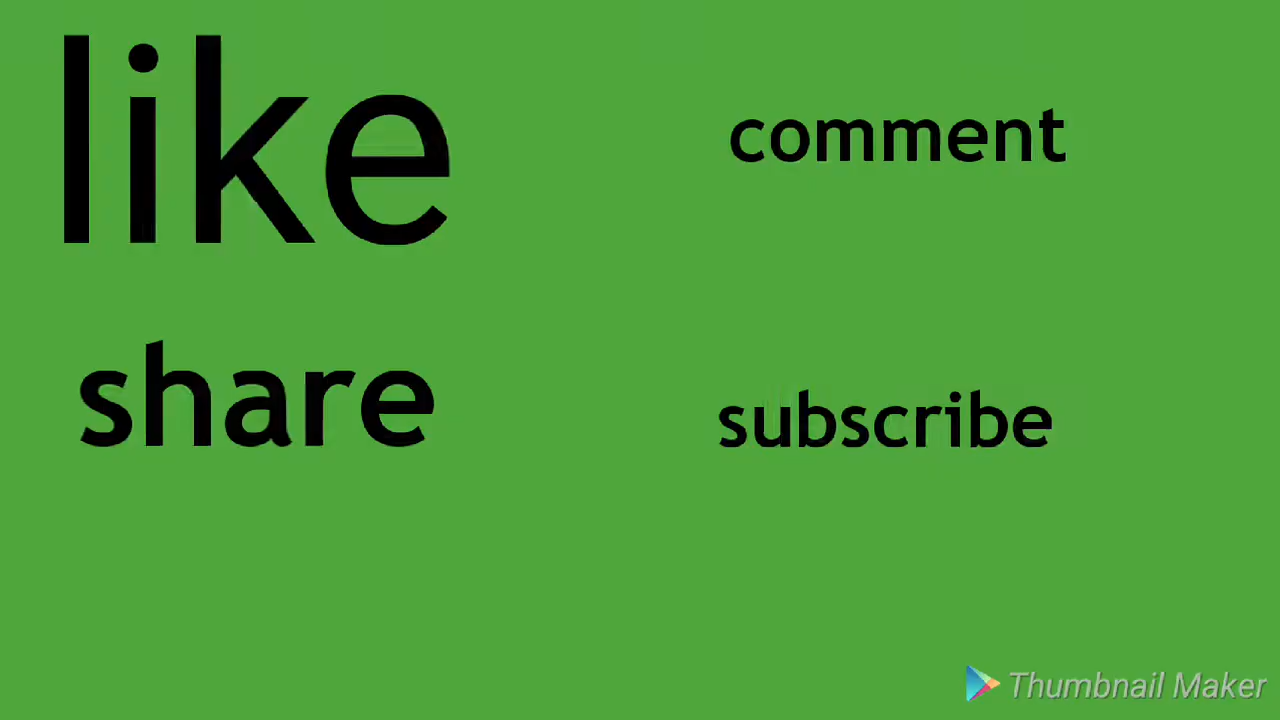 like
comment
share
subscribe
Thumbnail Maker